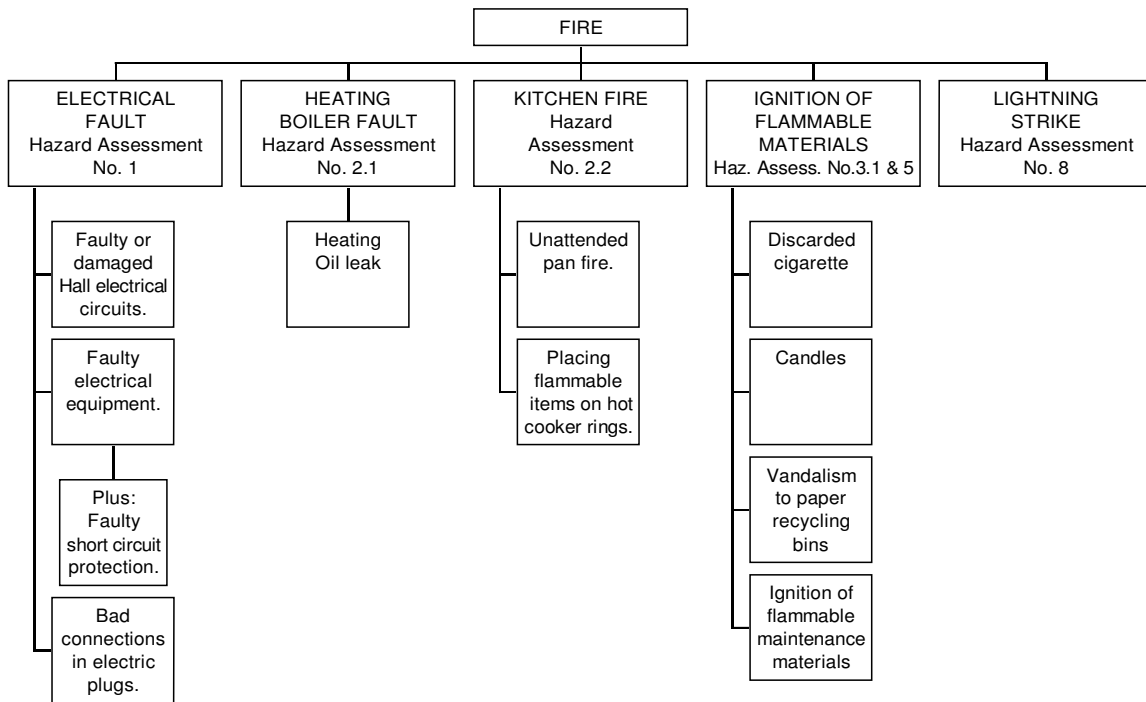 FIRE
ELECTRICAL
FAULT
Hazard Assessment
No. 1
HEATING
BOILER FAULT
Hazard Assessment
No. 2.1
KITCHEN FIRE
Hazard
Assessment
No. 2.2
IGNITION OF
FLAMMABLE
MATERIALS
Haz. Assess. No.3.1 & 5
LIGHTNING
STRIKE
Hazard Assessment
No. 8
Faulty or
damaged
Hall electrical
circuits.
Faulty
electrical
equipment.
Plus:
Faulty
short circuit
protection.
Bad
connections
in electric
plugs.
Heating
Oil leak
Unattended
pan fire.
Placing
flammable
items on hot
cooker rings.
Discarded
cigarette
Candles
Vandalism
to paper
recycling
bins
Ignition of
flammable
maintenance
materials